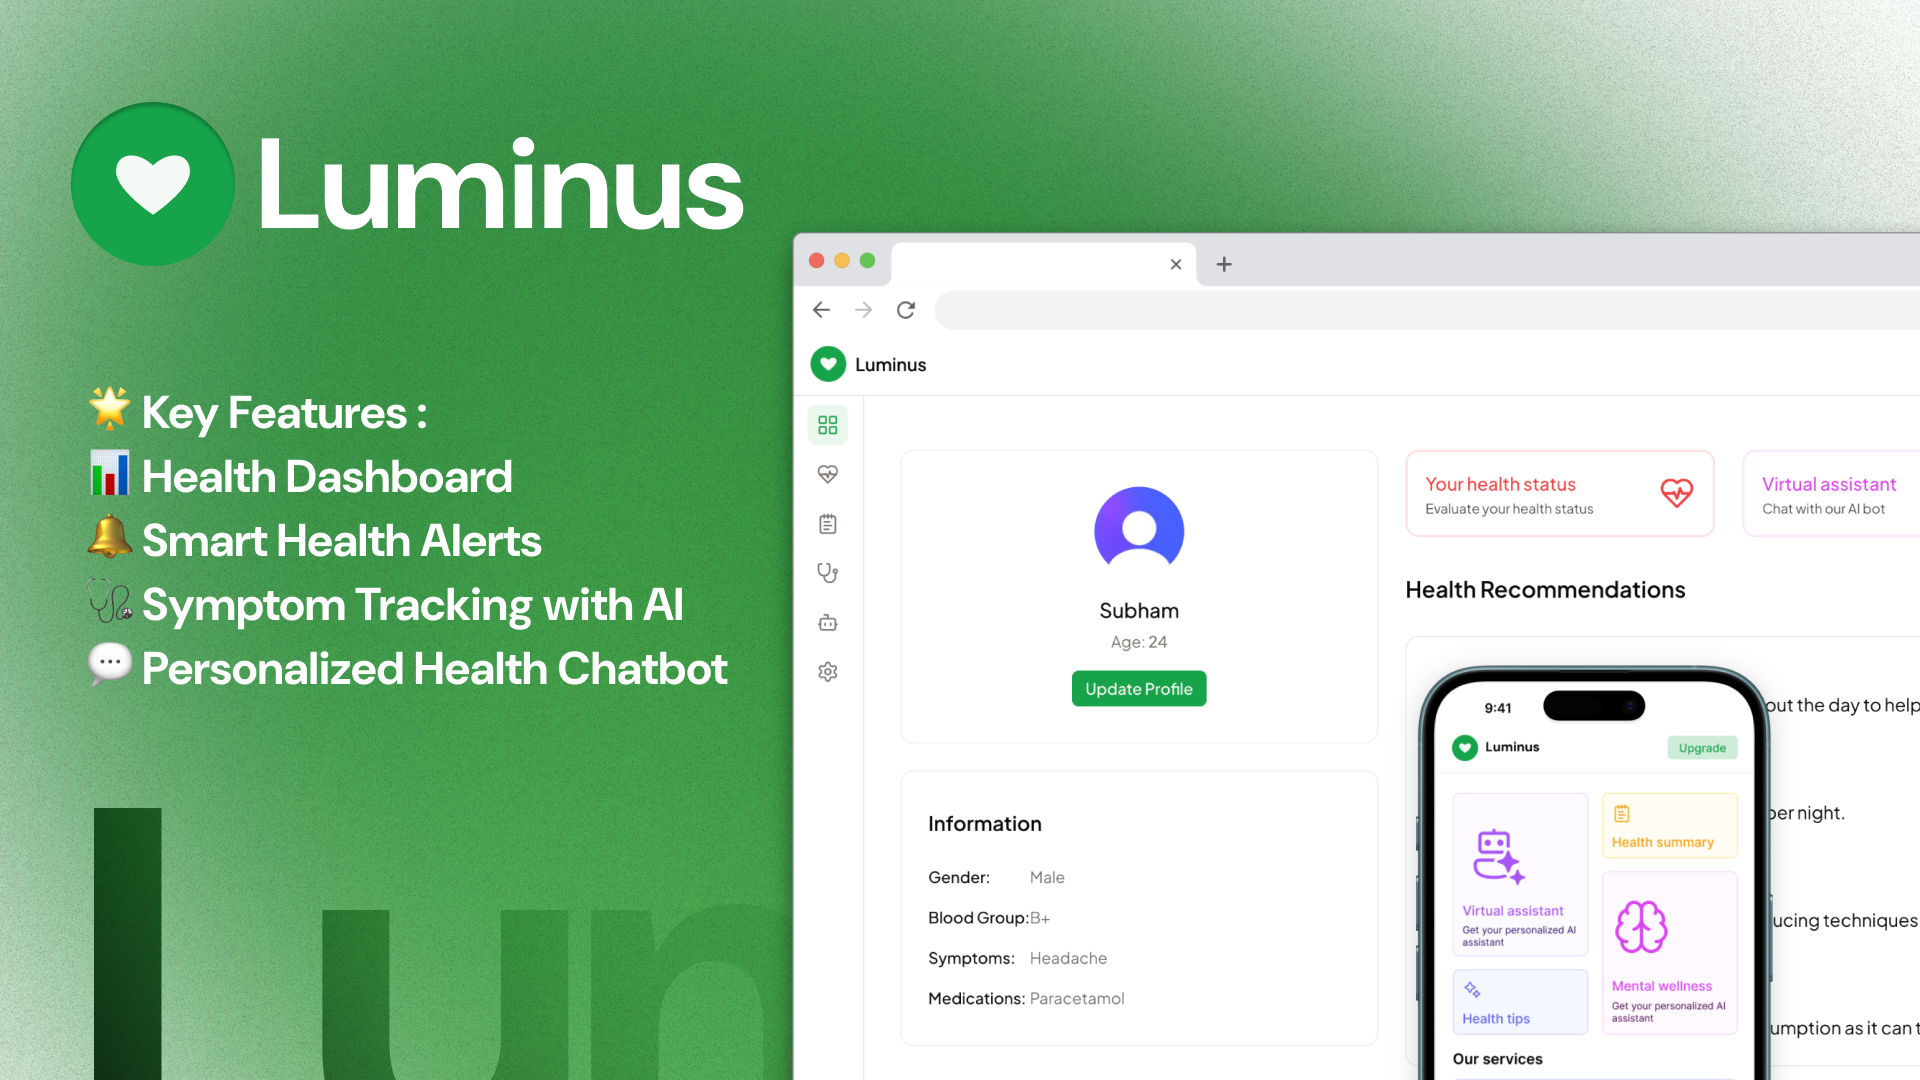 Luminus
🌟 Key Features :
📊 Health Dashboard
🔔 Smart Health Alerts
🩺 Symptom Tracking with AI
💬 Personalized Health Chatbot
Lum
Luminus
Subham
Age: 24
Update Profile
Information
Gender: Male
Blood Group: B+
Symptoms: Headache
Medications: Paracetamol
Your health status
Evaluate your health status
Virtual assistant
Chat with our AI bot
Health Recommendations
out the day to help
per night.
ucing techniques
umption as it can t
9:41
Luminus
Upgrade
Virtual assistant
Get your personalized AI
assistant
Health summary
Mental wellness
Get your personalized AI
assistant
Health tips
Our services